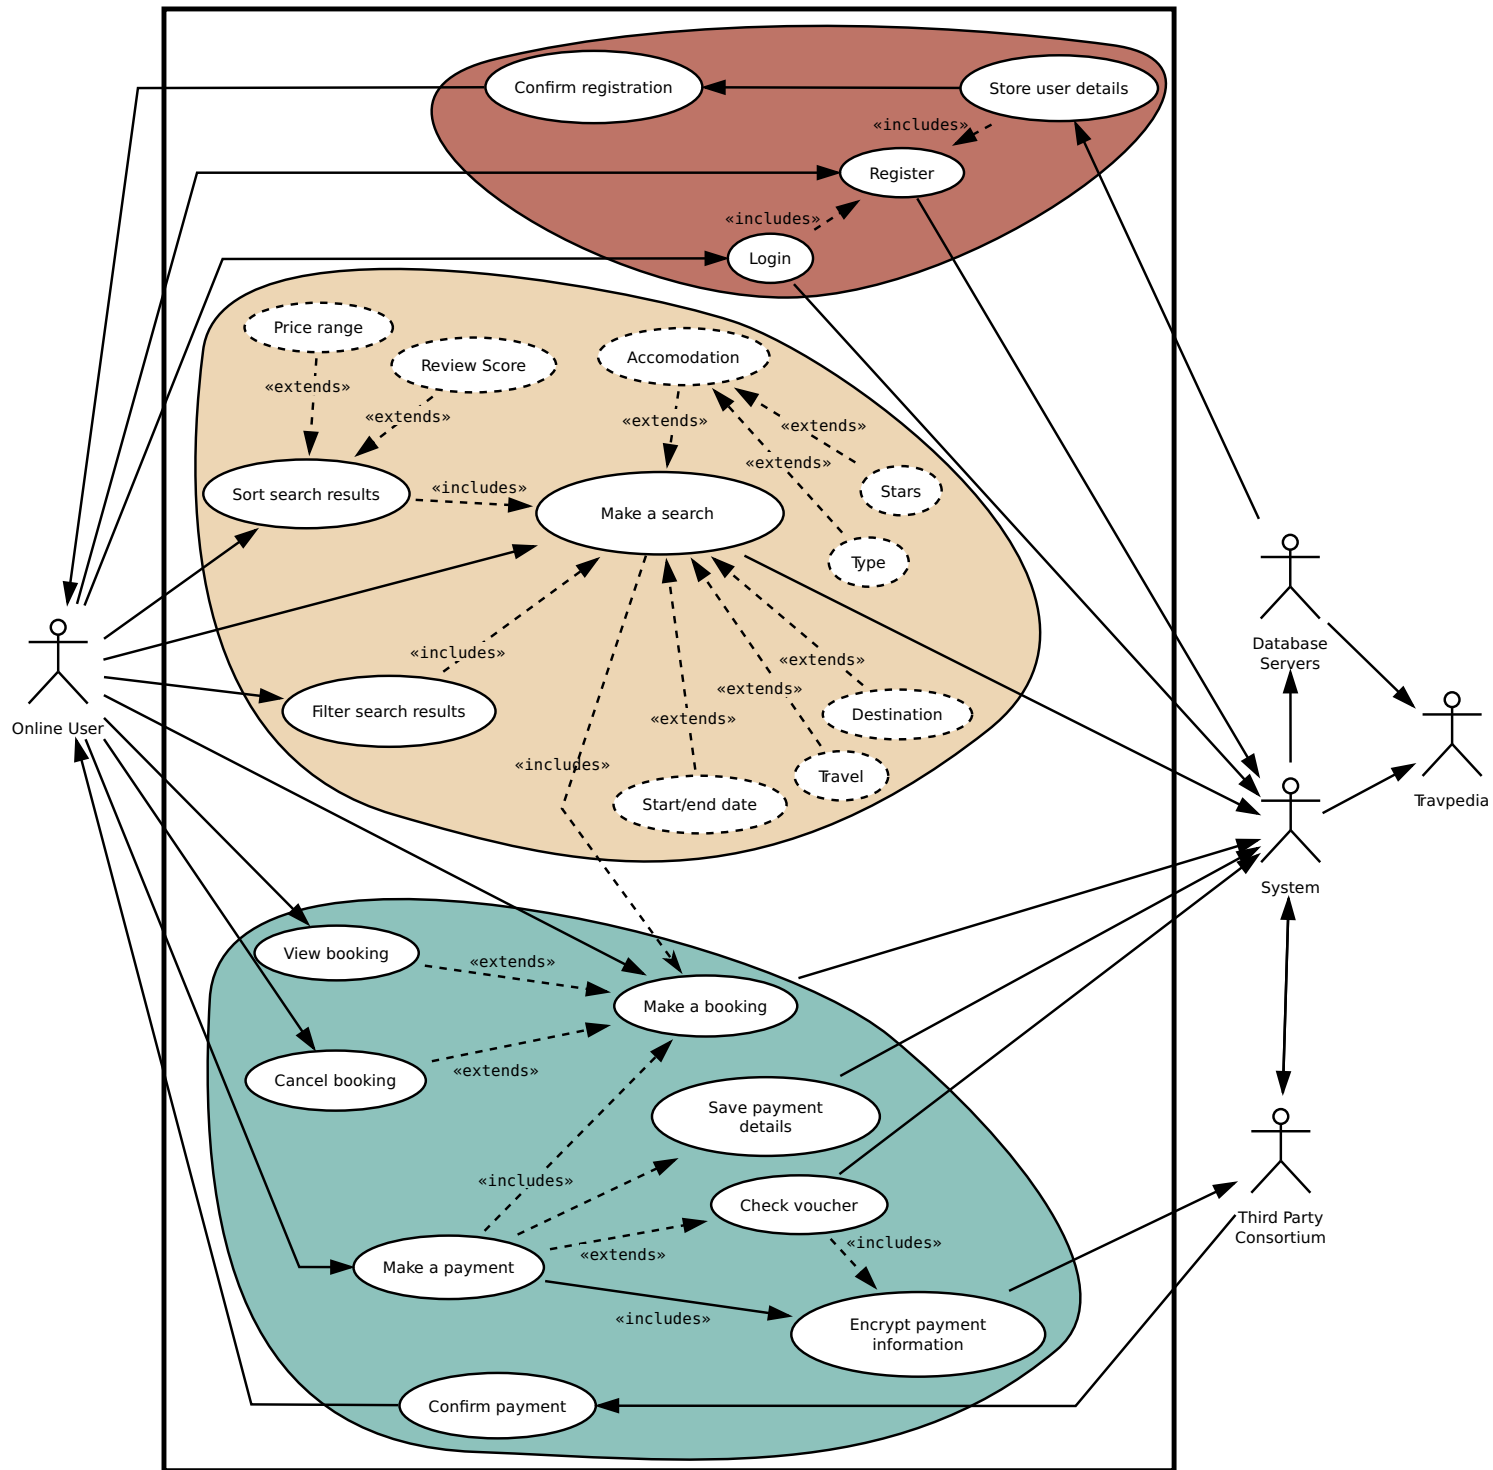 Confirm registration
Store user details
«includes»
Register
«includes»
Login
Price range
Review Score
Accomodation
«extends»
«extends»
«extends»
«extends»
«extends»
Sort search results
«includes»
Stars
Make a search
Type
Online User
«includes»
Filter search results
«extends»
«extends»
«extends»
Destination
«includes»
Travel
Start/end date
Database
Servers
Travpedia
System
View booking
«extends»
Make a booking
Cancel booking
«extends»
Save payment
details
«includes»
Check voucher
«includes»
«extends»
Make a payment
«includes»
Encrypt payment
information
Third Party
Consortium
Confirm payment